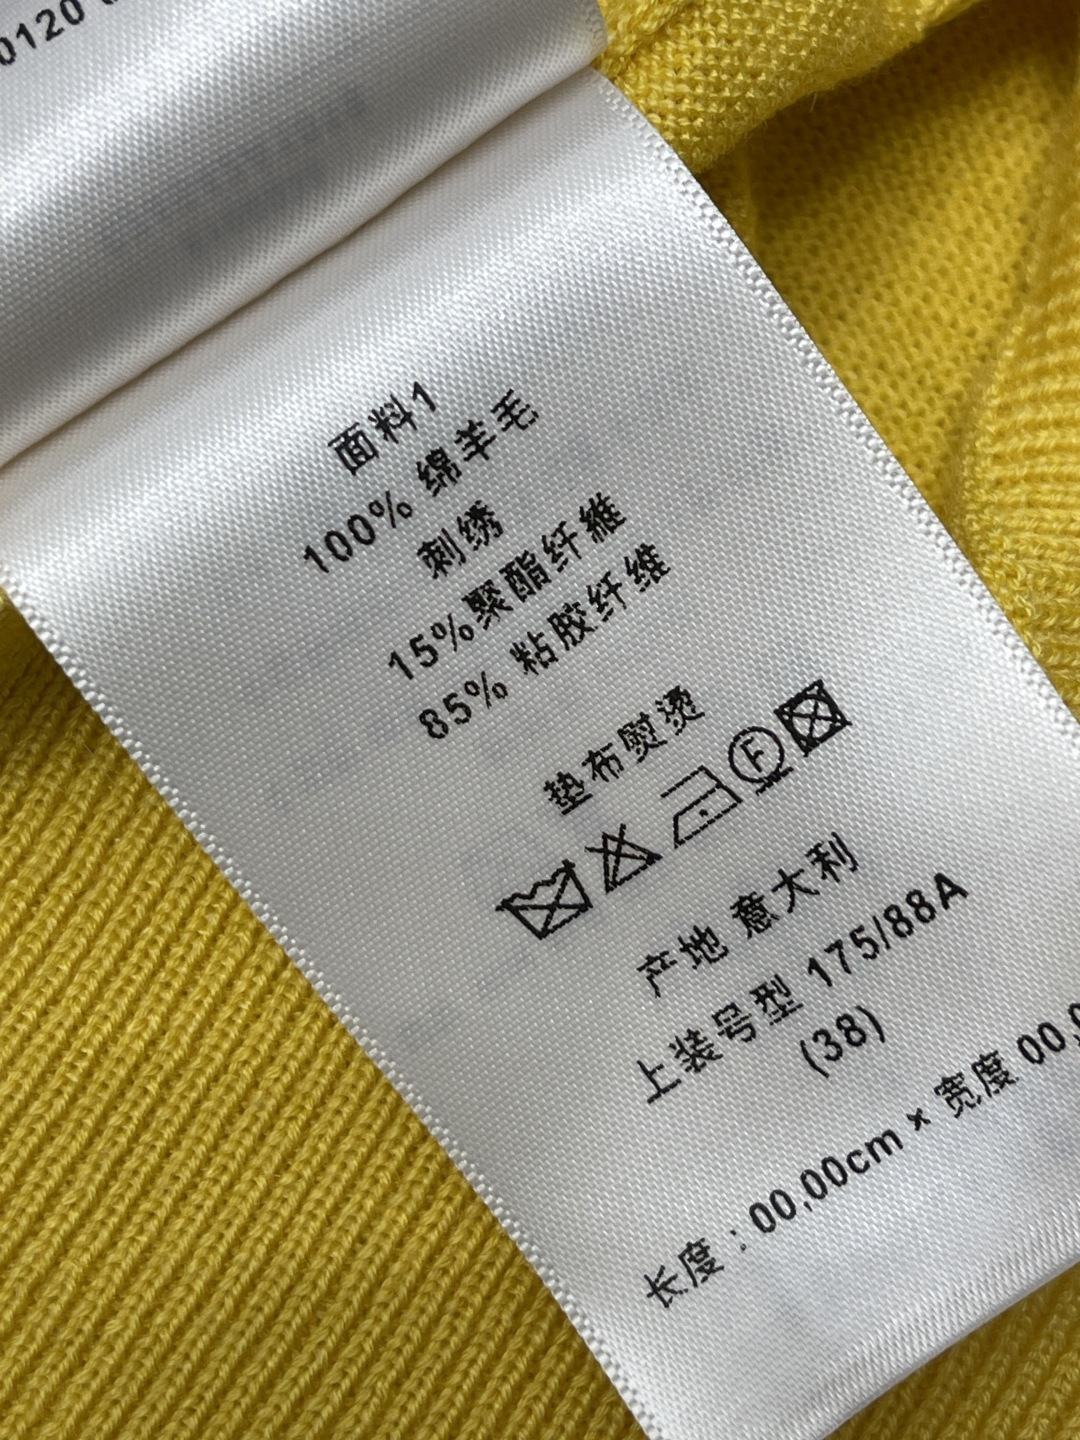 0120
面料1
100% 绵羊毛
刺绣
15%聚酯纤維
85% 粘胶纤维
垫布熨烫
F
产地 意大利
上装号型 175/88A
(38)
长度 : 00,00cm × 宽度 00,0